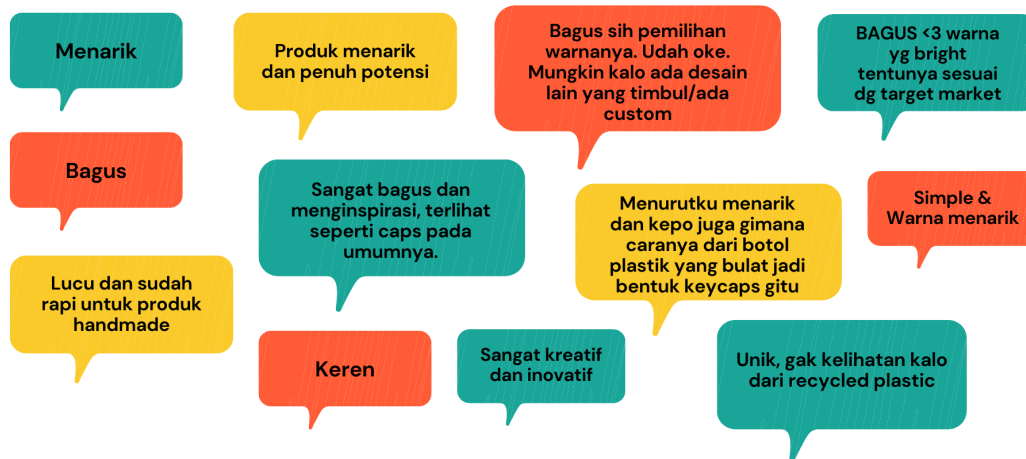 Menarik
Produk menarik
dan penuh potensi
Bagus sih pemilihan
warnanya. Udah oke.
Mungkin kalo ada desain
lain yang timbul/ada
custom
BAGUS <3 warna
yg bright
tentunya sesuai
dg target market
Bagus
Sangat bagus dan
menginspirasi, terlihat
seperti caps pada
umumnya.
Menurutku menarik
dan kepo juga gimana
caranya dari botol
plastik yang bulat jadi
bentuk keycaps gitu
Simple &
Warna menarik
Lucu dan sudah
rapi untuk produk
handmade
Keren
Sangat kreatif
dan inovatif
Unik, gak kelihatan kalo
dari recycled plastic